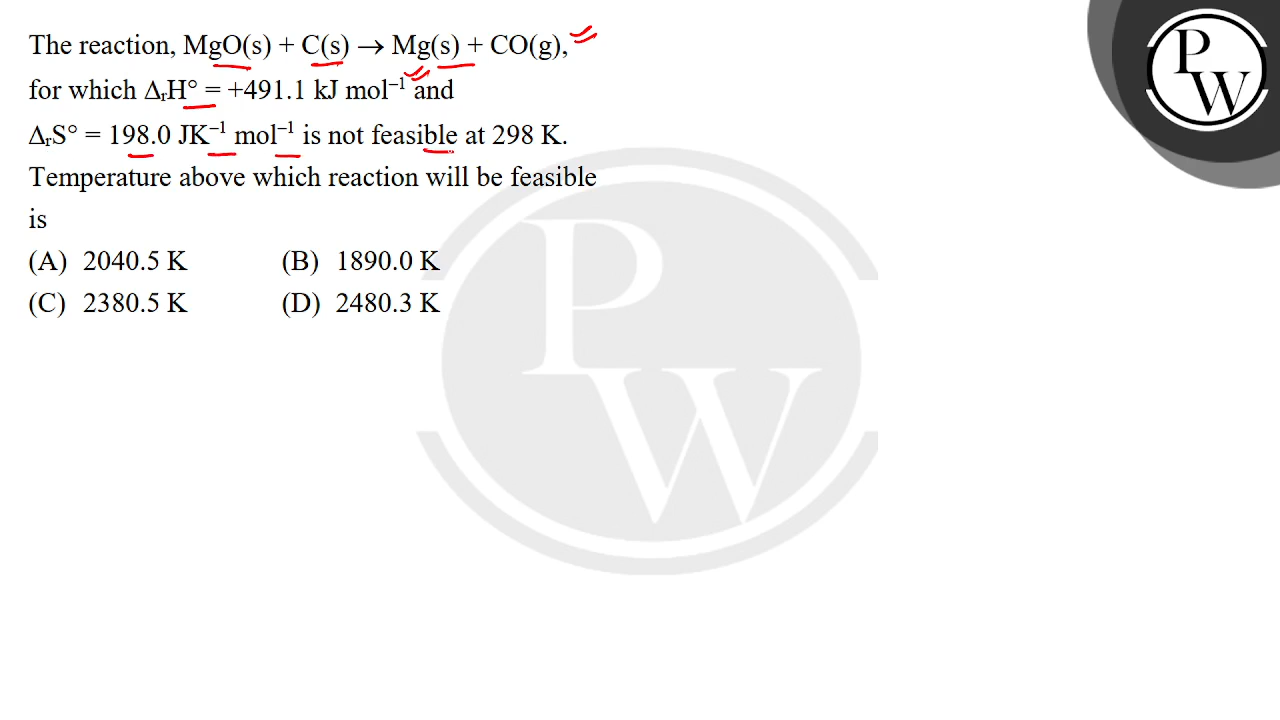 The reaction, MgO(s) + C(s) → Mg(s) + CO(g),
for which ΔᵣH° = +491.1 kJ mol⁻¹ and
ΔᵣS° = 198.0 JK⁻¹ mol⁻¹ is not feasible at 298 K.
Temperature above which reaction will be feasible
is
(A) 2040.5 K (B) 1890.0 K
(C) 2380.5 K (D) 2480.3 K
PW
PW